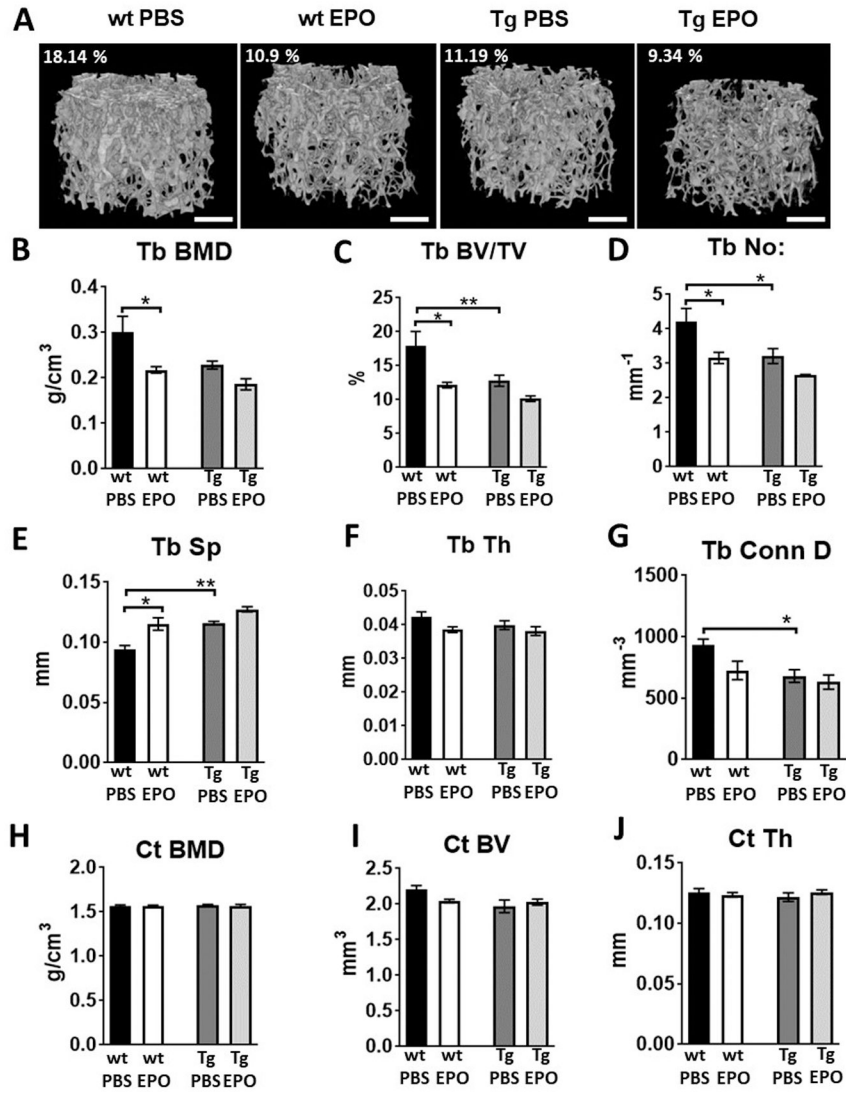 A
wt PBS wt EPO Tg PBS Tg EPO
18.14 % 10.9 % 11.19 % 9.34 %
B Tb BMD
g/cm³
0.4
0.3
0.2
0.1
0.0
*
wt wt Tg Tg
PBS EPO PBS EPO
C Tb BV/TV
%
25
20
15
10
5
0
**
*
wt wt Tg Tg
PBS EPO PBS EPO
D Tb No:
mm⁻¹
5
4
3
2
1
0
*
*
wt wt Tg Tg
PBS EPO PBS EPO
E Tb Sp
mm
0.15
0.10
0.05
0.00
**
*
wt wt Tg Tg
PBS EPO PBS EPO
F Tb Th
mm
0.05
0.04
0.03
0.02
0.01
0.00
wt wt Tg Tg
PBS EPO PBS EPO
G Tb Conn D
mm⁻³
1500
1000
500
0
*
wt wt Tg Tg
PBS EPO PBS EPO
H Ct BMD
g/cm³
2.0
1.5
1.0
0.5
0.0
wt wt Tg Tg
PBS EPO PBS EPO
I Ct BV
mm³
2.5
2.0
1.5
1.0
0.5
0.0
wt wt Tg Tg
PBS EPO PBS EPO
J Ct Th
mm
0.15
0.10
0.05
0.00
wt wt Tg Tg
PBS EPO PBS EPO